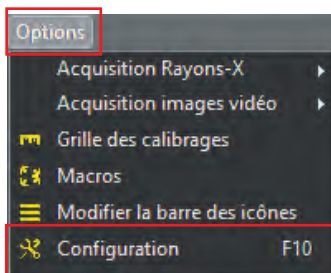 Options
Acquisition Rayons-X
Acquisition images vidéo
Grille des calibrages
Macros
Modifier la barre des icônes
Configuration F10